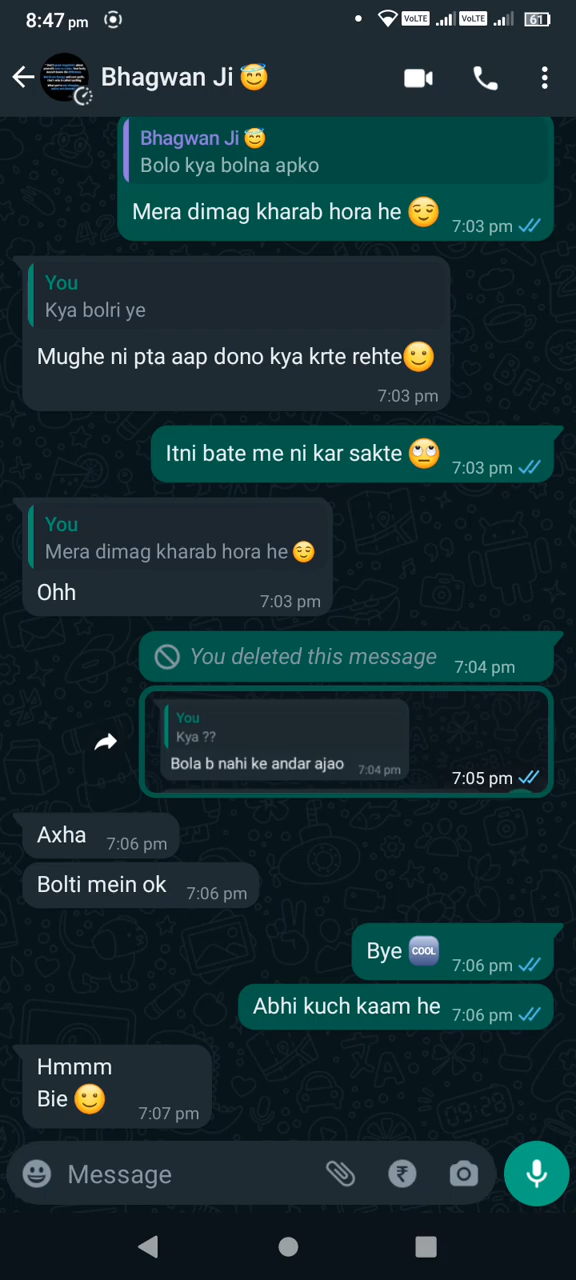 8:47 pm
VoLTE VoLTE 61
Bhagwan Ji 😇
Bhagwan Ji 😇
Bolo kya bolna apko
Mera dimag kharab hora he 😌
7:03 pm
You
Kya bolri ye
Mughe ni pta aap dono kya krte rehte🙂
7:03 pm
Itni bate me ni kar sakte 🙄 7:03 pm
You
Mera dimag kharab hora he 😌
Ohh
7:03 pm
You deleted this message 7:04 pm
You
Kya ??
Bola b nahi ke andar ajao 7:04 pm
7:05 pm
Axha 7:06 pm
Bolti mein ok 7:06 pm
Bye 🆒 7:06 pm
Abhi kuch kaam he 7:06 pm
Hmmm
Bie 🙂 7:07 pm
Message